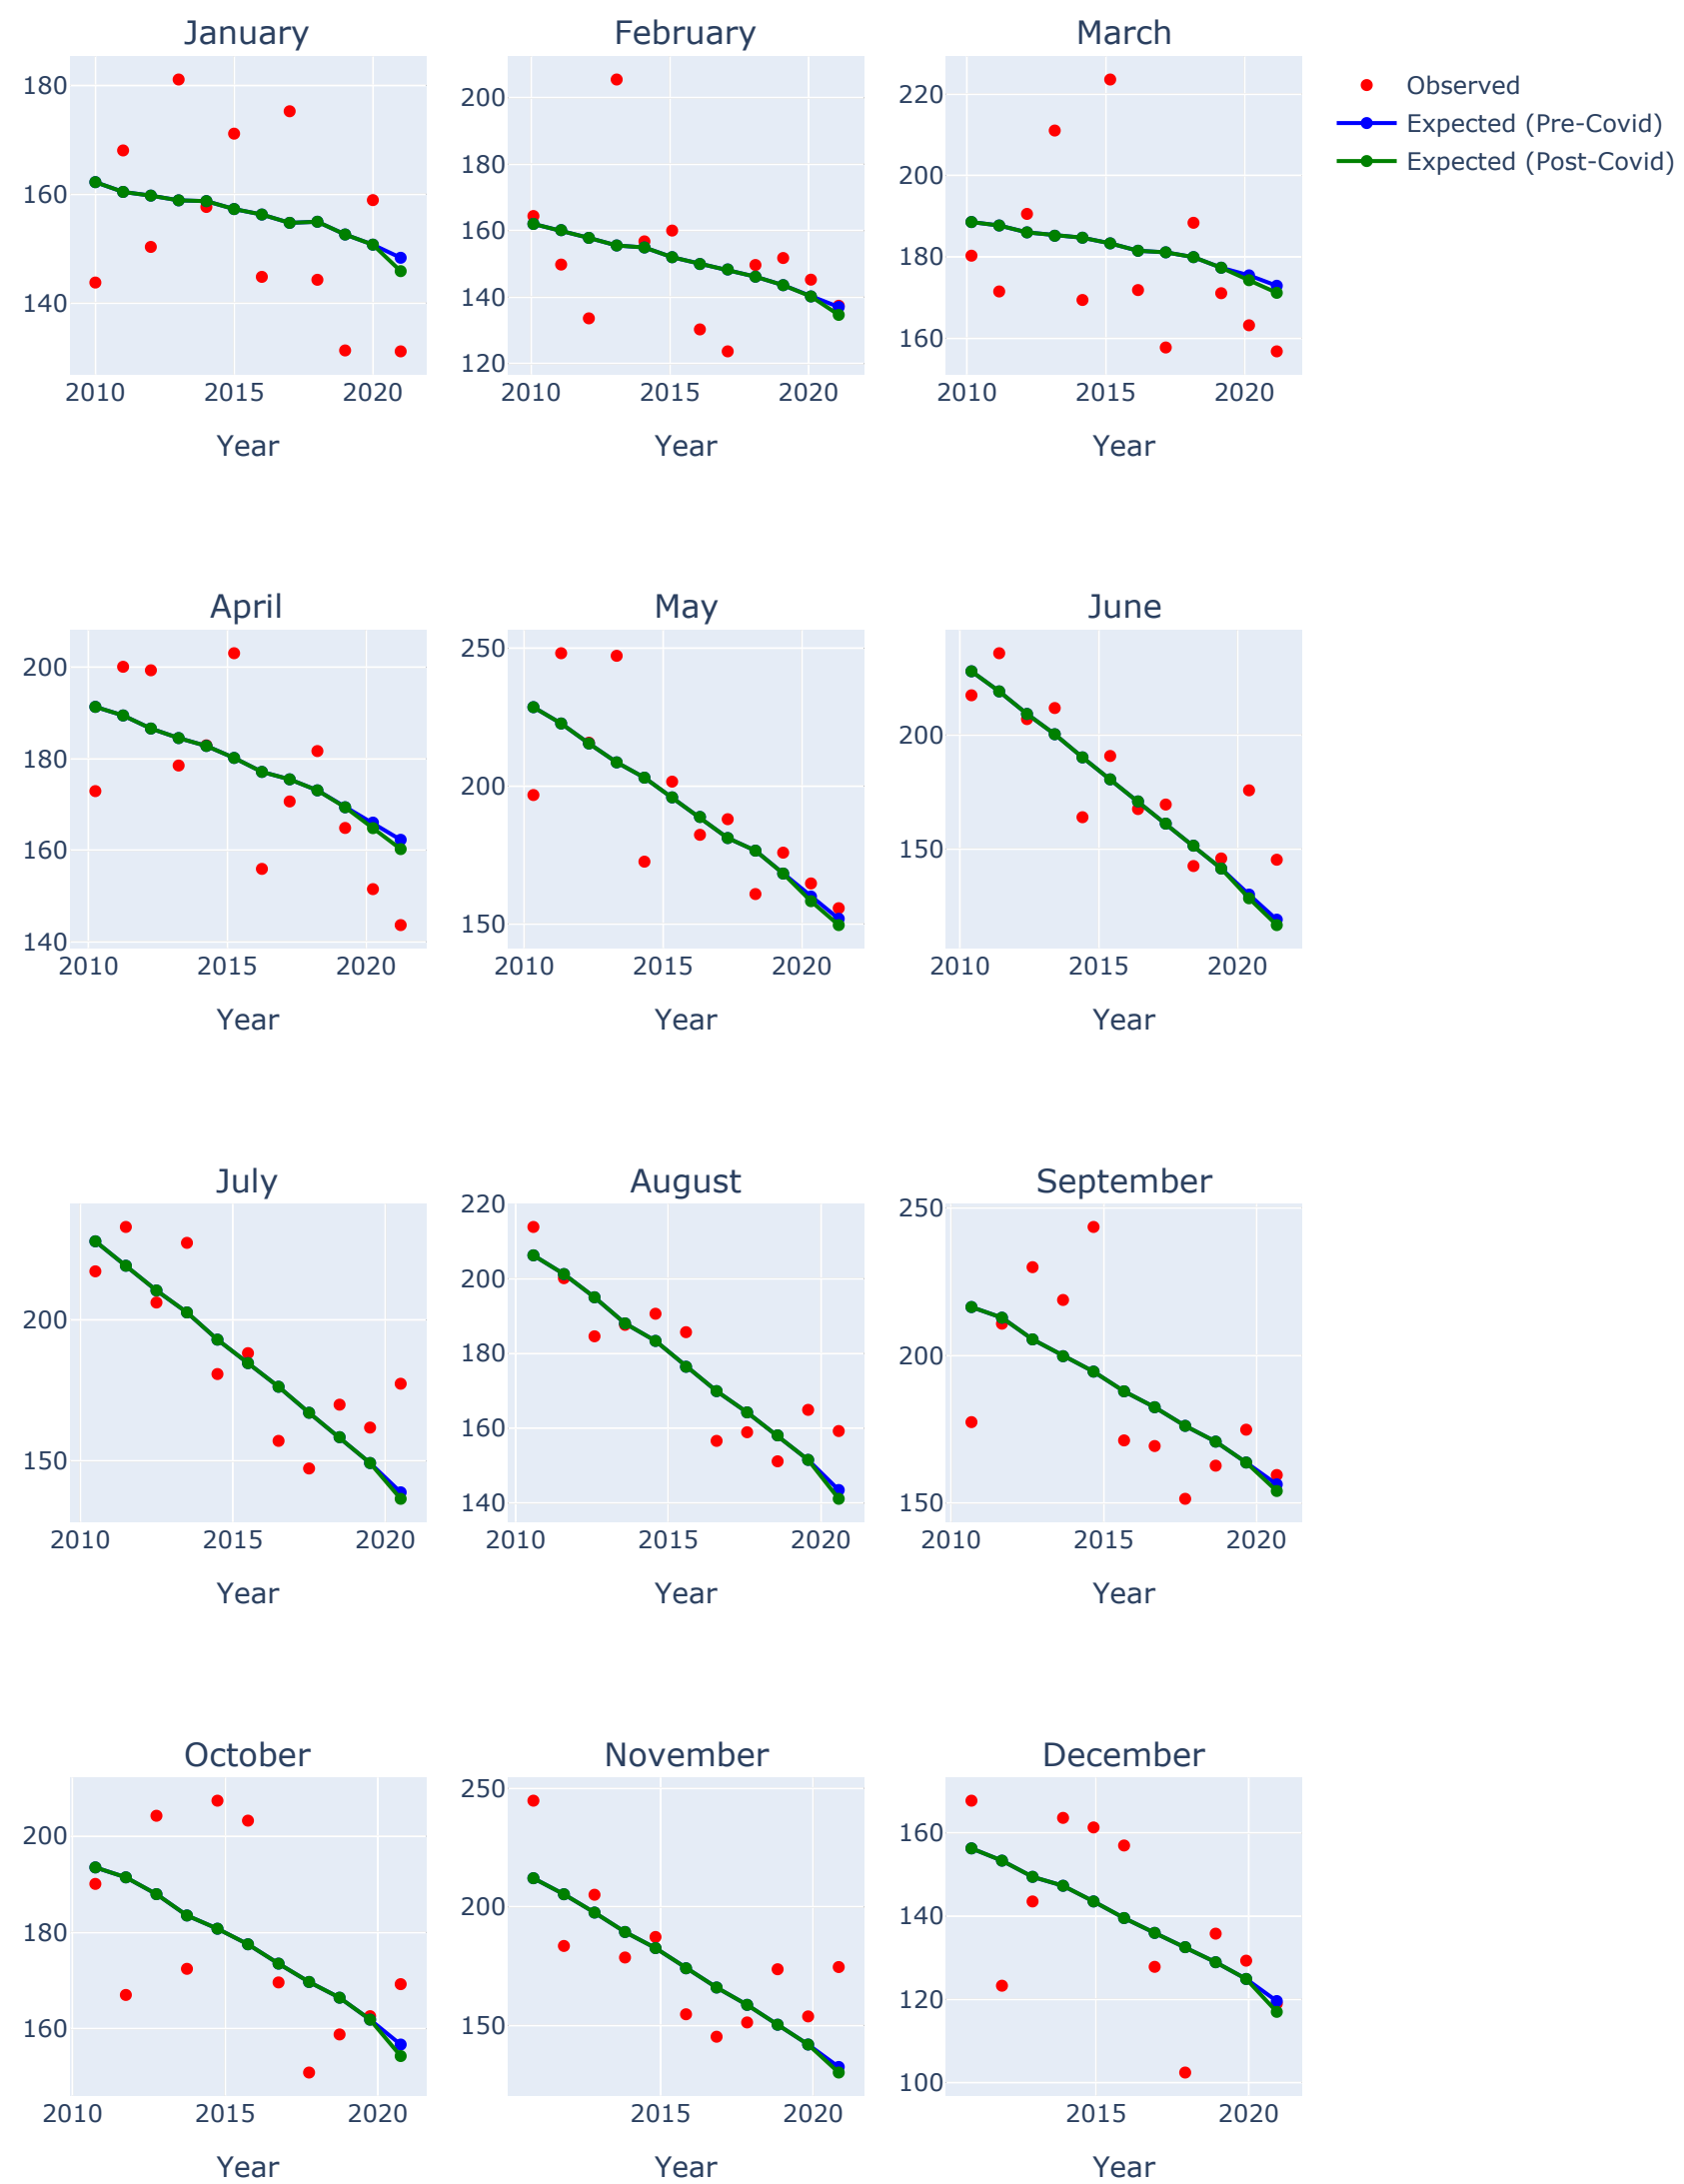 January
February
March
Observed
Expected (Pre-Covid)
Expected (Post-Covid)
180
160
140
200
180
160
140
120
220
200
180
160
2010 2015 2020
2010 2015 2020
2010 2015 2020
Year
Year
Year
April
May
June
200
180
160
140
250
200
150
200
150
2010 2015 2020
2010 2015 2020
2010 2015 2020
Year
Year
Year
July
August
September
200
150
220
200
180
160
140
250
200
150
2010 2015 2020
2010 2015 2020
2010 2015 2020
Year
Year
Year
October
November
December
200
180
160
250
200
150
160
140
120
100
2010 2015 2020
2015 2020
2015 2020
Year
Year
Year